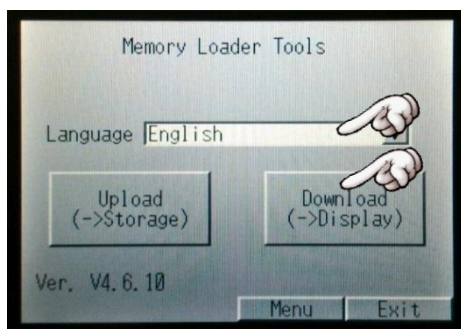 Memory Loader Tools
Language English
Upload
(->Storage)
Download
(->Display)
Ver. V4.6.10
Menu Exit